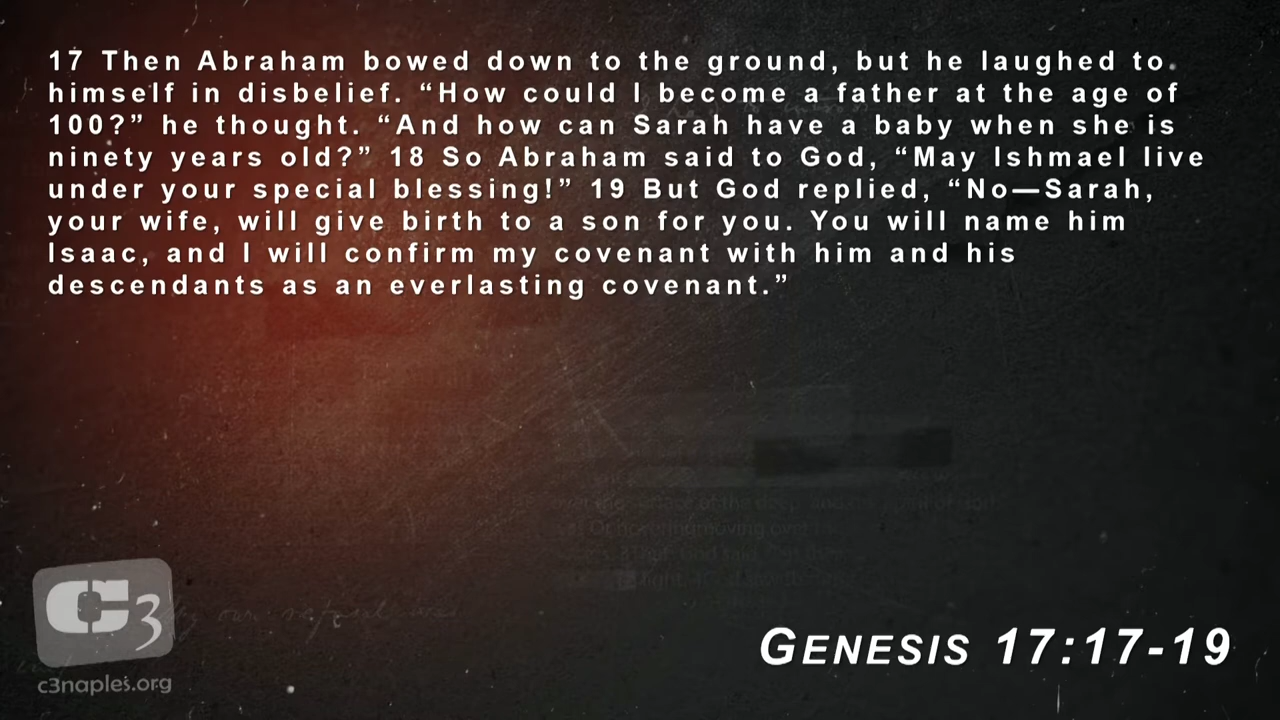 17 Then Abraham bowed down to the ground, but he laughed to
himself in disbelief. “How could I become a father at the age of
100?” he thought. “And how can Sarah have a baby when she is
ninety years old?” 18 So Abraham said to God, “May Ishmael live
under your special blessing!” 19 But God replied, “No—Sarah,
your wife, will give birth to a son for you. You will name him
Isaac, and I will confirm my covenant with him and his
descendants as an everlasting covenant.”
C3
c3naples.org
GENESIS 17:17-19